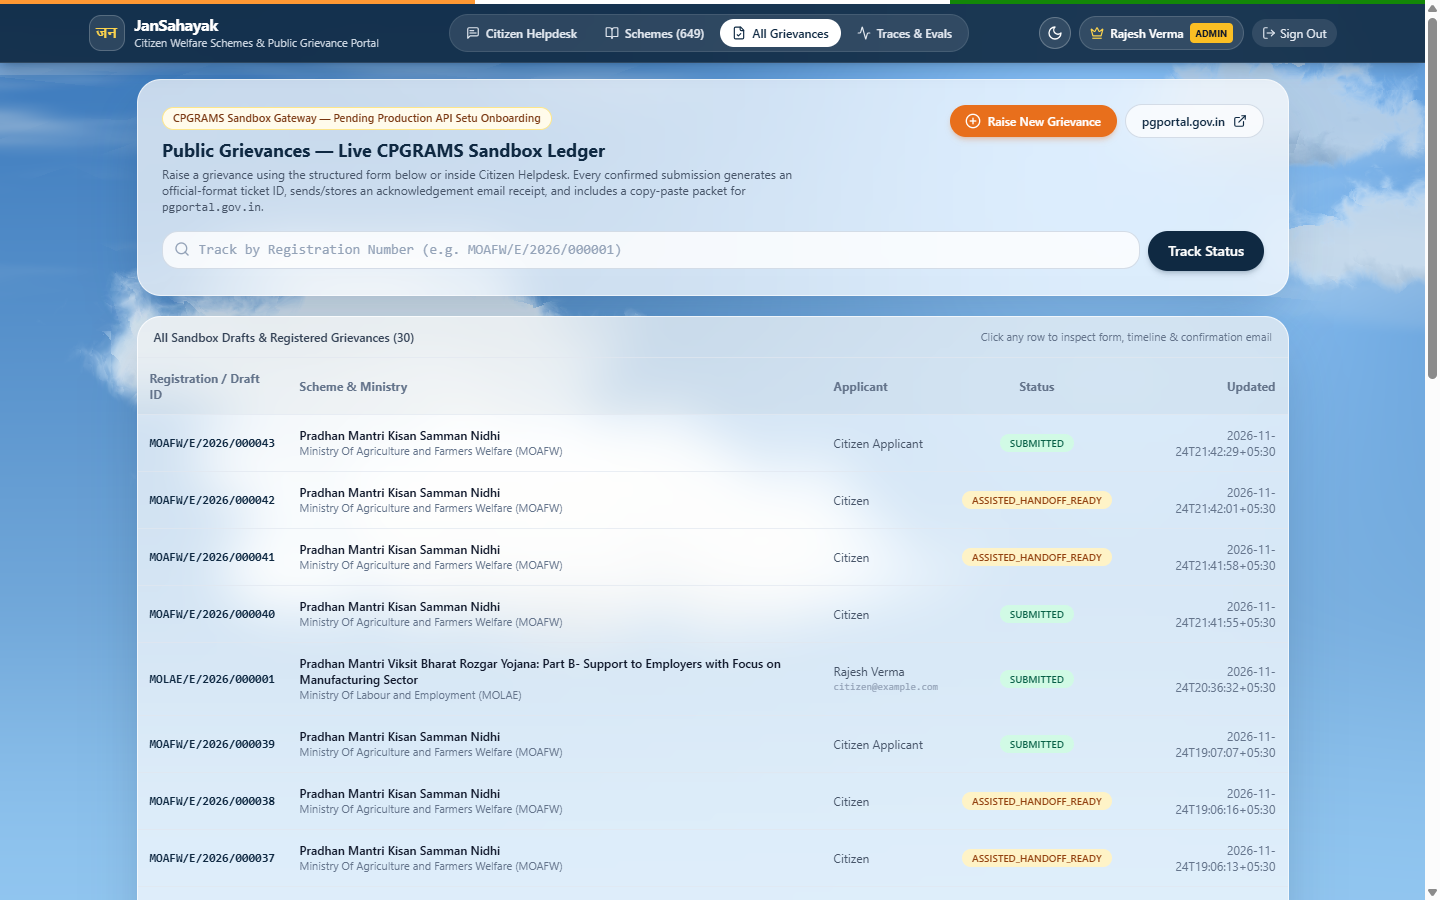 जन
JanSahayak
Citizen Welfare Schemes & Public Grievance Portal
Citizen Helpdesk
Schemes (649)
All Grievances
Traces & Evals
Rajesh Verma ADMIN
Sign Out
CPGRAMS Sandbox Gateway — Pending Production API Setu Onboarding
Raise New Grievance
pgportal.gov.in
Public Grievances — Live CPGRAMS Sandbox Ledger
Raise a grievance using the structured form below or inside Citizen Helpdesk. Every confirmed submission generates an
official-format ticket ID, sends/stores an acknowledgement email receipt, and includes a copy-paste packet for
pgportal.gov.in.
Track by Registration Number (e.g. MOAFW/E/2026/000001)
Track Status
All Sandbox Drafts & Registered Grievances (30)
Click any row to inspect form, timeline & confirmation email
Registration / Draft
ID
Scheme & Ministry
Applicant
Status
Updated
MOAFW/E/2026/000043
Pradhan Mantri Kisan Samman Nidhi
Ministry Of Agriculture and Farmers Welfare (MOAFW)
Citizen Applicant
SUBMITTED
2026-11-
24T21:42:29+05:30
MOAFW/E/2026/000042
Pradhan Mantri Kisan Samman Nidhi
Ministry Of Agriculture and Farmers Welfare (MOAFW)
Citizen
ASSISTED_HANDOFF_READY
2026-11-
24T21:42:01+05:30
MOAFW/E/2026/000041
Pradhan Mantri Kisan Samman Nidhi
Ministry Of Agriculture and Farmers Welfare (MOAFW)
Citizen
ASSISTED_HANDOFF_READY
2026-11-
24T21:41:58+05:30
MOAFW/E/2026/000040
Pradhan Mantri Kisan Samman Nidhi
Ministry Of Agriculture and Farmers Welfare (MOAFW)
Citizen
SUBMITTED
2026-11-
24T21:41:55+05:30
MOLAE/E/2026/000001
Pradhan Mantri Viksit Bharat Rozgar Yojana: Part B- Support to Employers with Focus on
Manufacturing Sector
Ministry Of Labour and Employment (MOLAE)
Rajesh Verma
citizen@example.com
SUBMITTED
2026-11-
24T20:36:32+05:30
MOAFW/E/2026/000039
Pradhan Mantri Kisan Samman Nidhi
Ministry Of Agriculture and Farmers Welfare (MOAFW)
Citizen Applicant
SUBMITTED
2026-11-
24T19:07:07+05:30
MOAFW/E/2026/000038
Pradhan Mantri Kisan Samman Nidhi
Ministry Of Agriculture and Farmers Welfare (MOAFW)
Citizen
ASSISTED_HANDOFF_READY
2026-11-
24T19:06:16+05:30
MOAFW/E/2026/000037
Pradhan Mantri Kisan Samman Nidhi
Ministry Of Agriculture and Farmers Welfare (MOAFW)
Citizen
ASSISTED_HANDOFF_READY
2026-11-
24T19:06:13+05:30